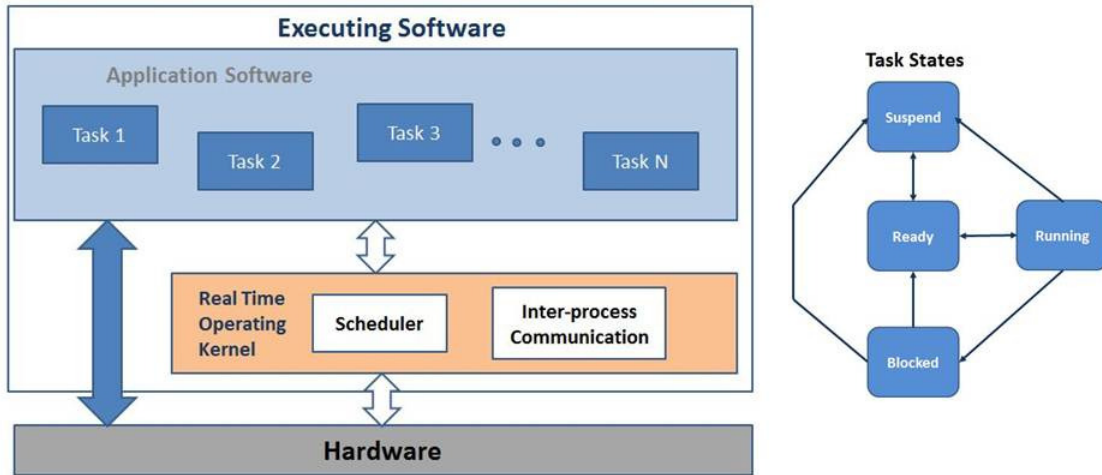 Executing Software
Application Software
Task 1
Task 2
Task 3
Task N
Real Time
Operating
Kernel
Scheduler
Inter-process
Communication
Hardware
Task States
Suspend
Ready
Running
Blocked